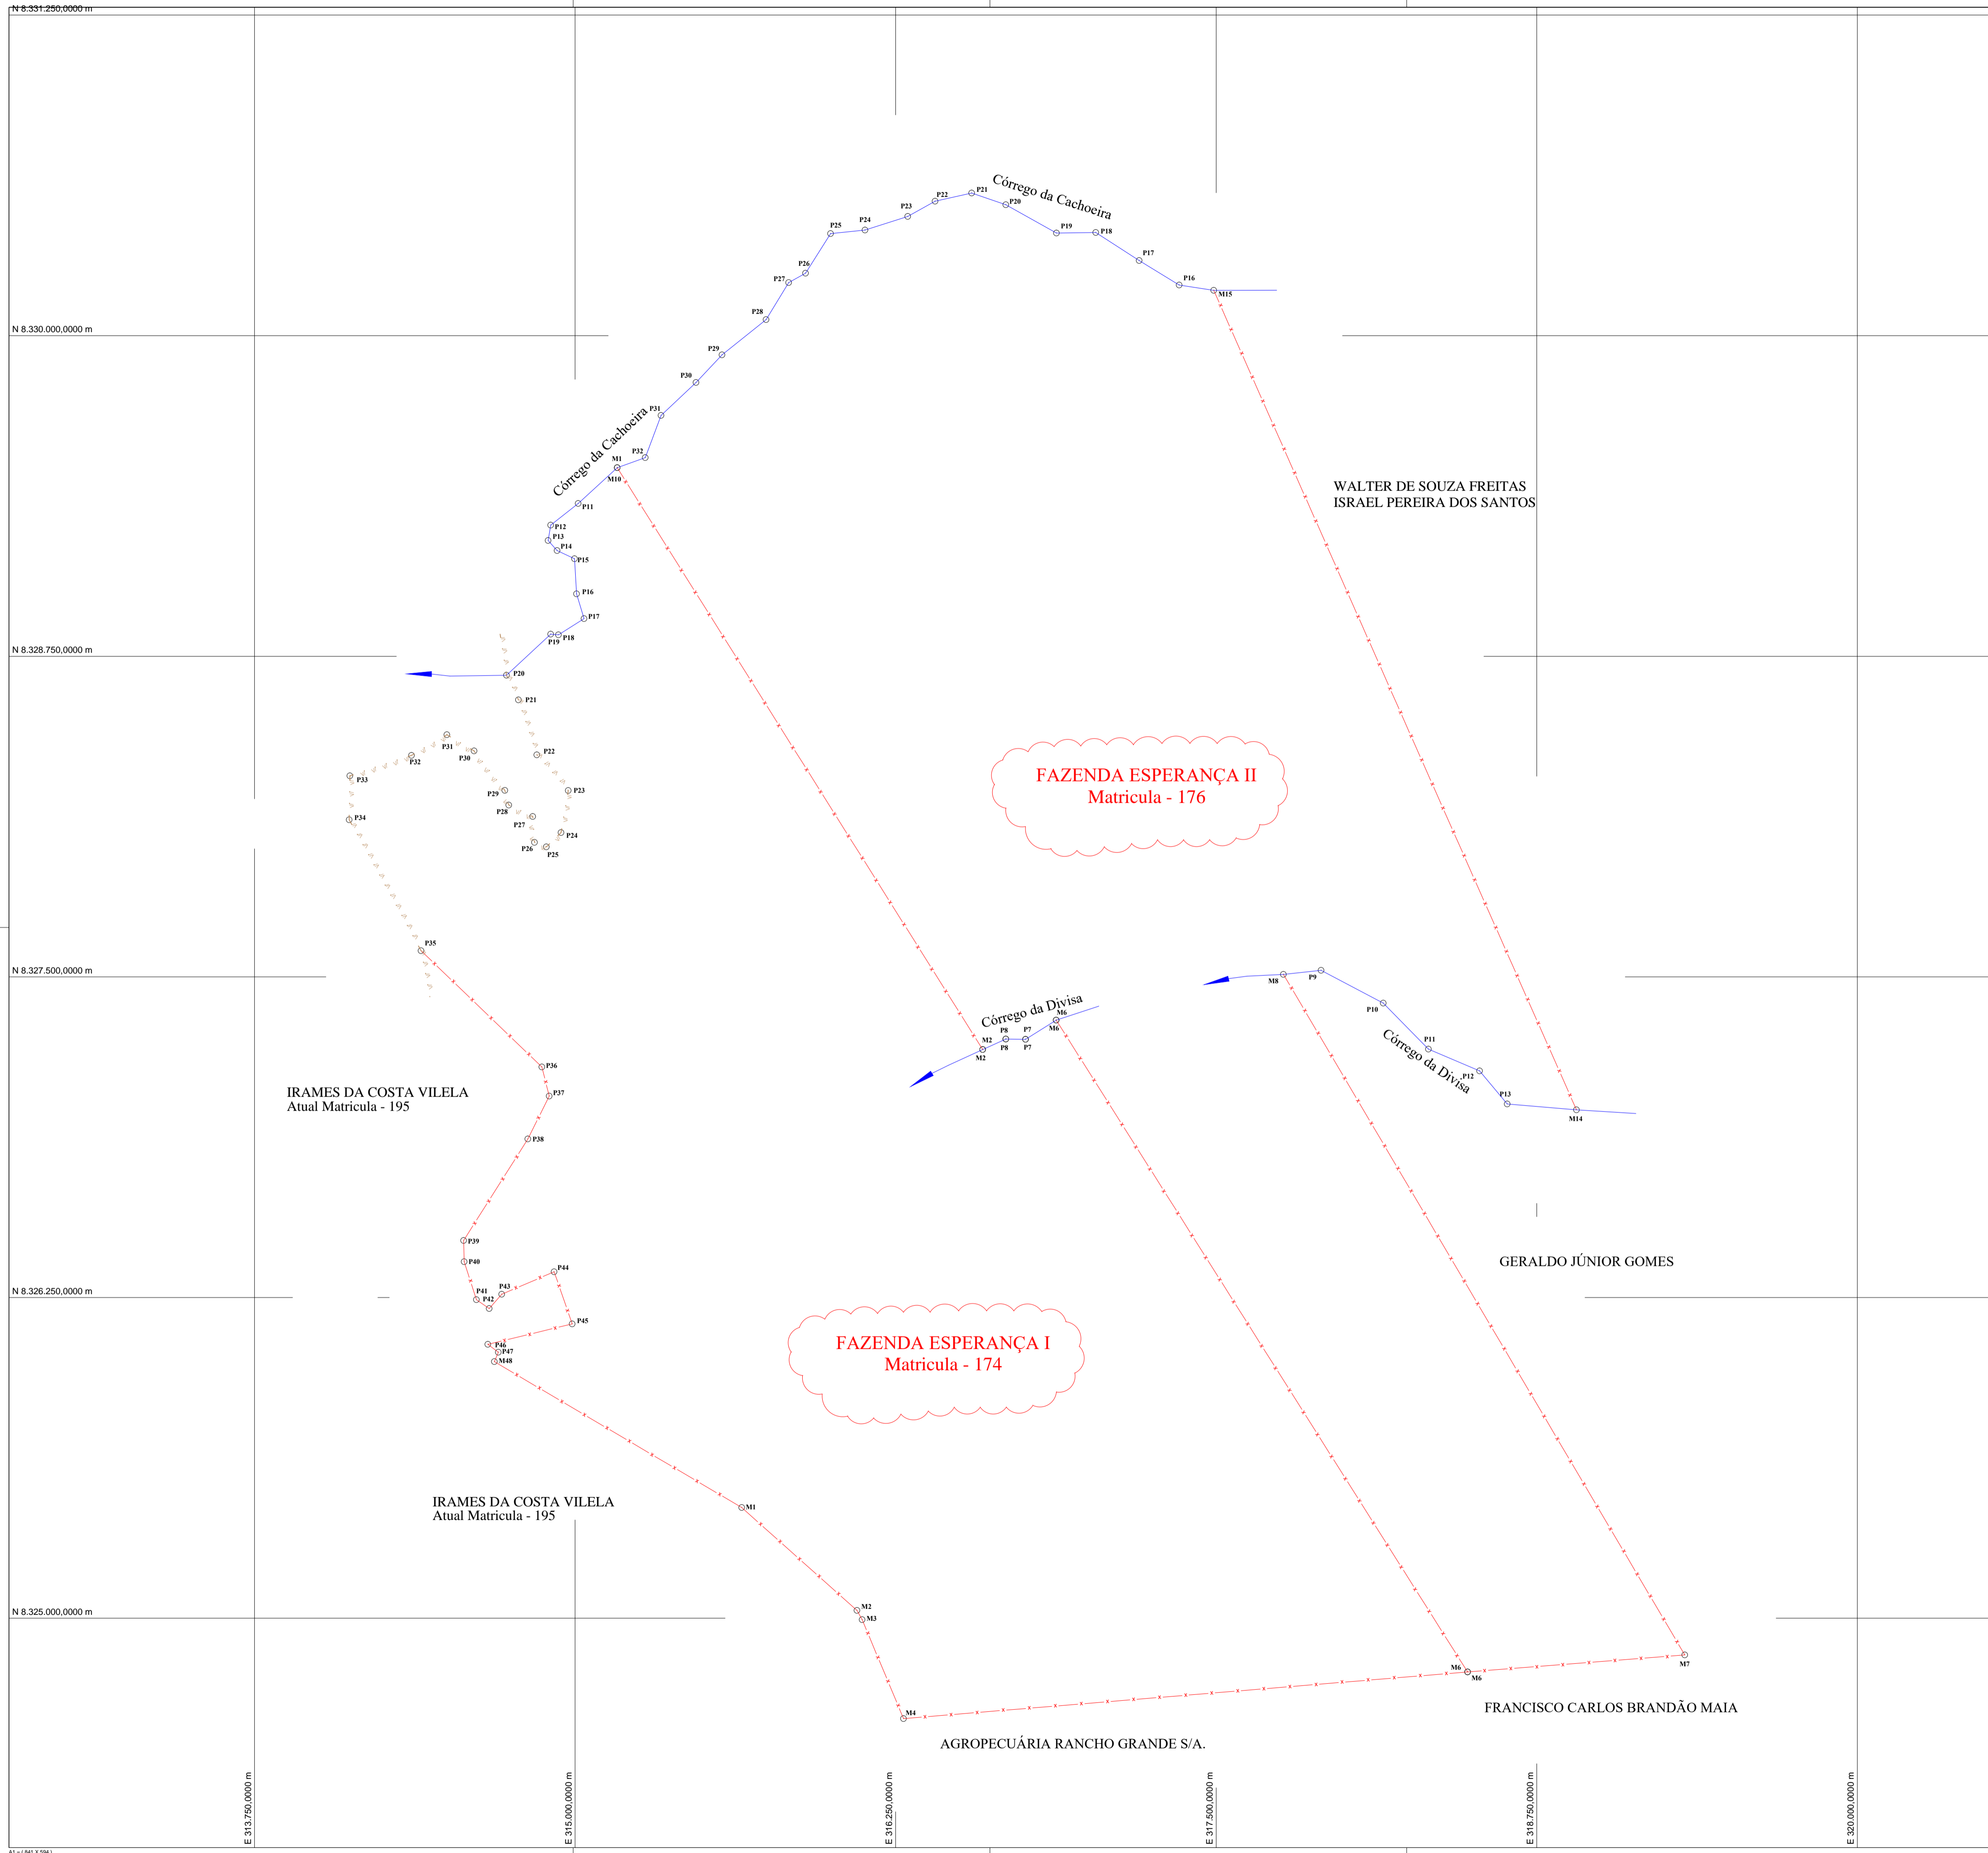 N 8.331.250,0000 m
Córrego da Cachoeira
P21
P22
P20
P23
P24
P25
P19
P18
P17
P26
P27
P16
M15
P28
N 8.330.000,0000 m
P29
P30
Córrego da Cachoeira
P31
P32
M1
M10
WALTER DE SOUZA FREITAS
ISRAEL PEREIRA DOS SANTOS
P11
P12
P13
P14
P15
P16
P17
P18
P19
N 8.328.750,0000 m
P20
P21
P31
P30
P32
P22
P33
P29
P23
P28
P34
P27
P24
P26
P25
FAZENDA ESPERANÇA II
Matricula - 176
P35
N 8.327.500,0000 m
M8
P9
P10
Córrego da Divisa
M6
M6
P8
P7
P8
P7
M2
M2
P11
Córrego da Divisa
P12
P13
M14
P36
P37
P38
IRAMES DA COSTA VILELA
Atual Matricula - 195
P39
P40
GERALDO JÚNIOR GOMES
P44
P43
P41
P42
N 8.326.250,0000 m
P45
P46
P47
M48
FAZENDA ESPERANÇA I
Matricula - 174
IRAMES DA COSTA VILELA
Atual Matricula - 195
M1
M2
M3
N 8.325.000,0000 m
M6
M6
M7
M4
FRANCISCO CARLOS BRANDÃO MAIA
AGROPECUÁRIA RANCHO GRANDE S/A.
E 313.750,0000 m
E 315.000,0000 m
E 316.250,0000 m
E 317.500,0000 m
E 318.750,0000 m
E 320.000,0000 m
A1 = ( 841 X 594 )